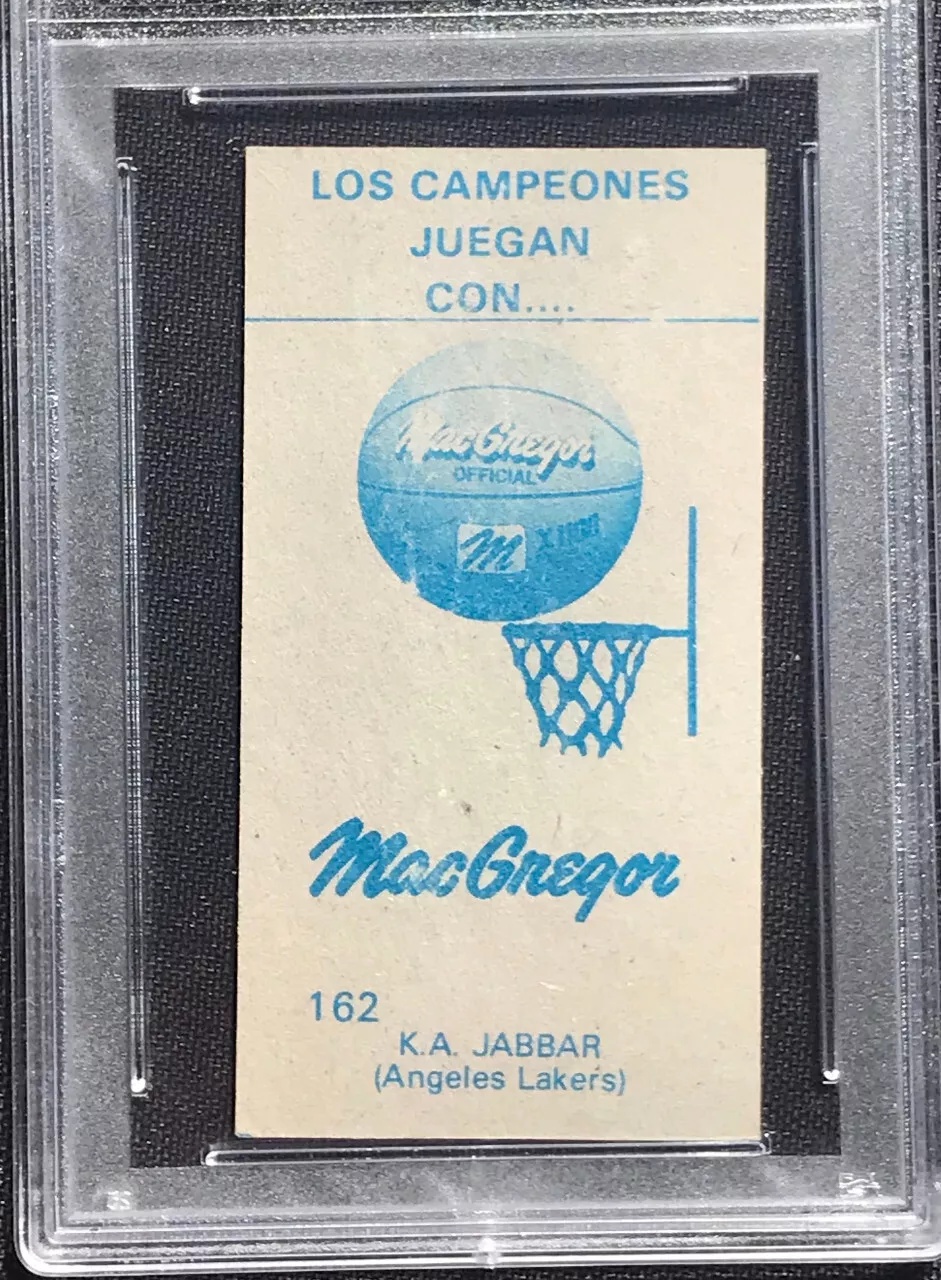 LOS CAMPEONES
JUEGAN
CON....
MacGregor
OFFICIAL
M
MacGregor
162
K.A. JABBAR
(Angeles Lakers)